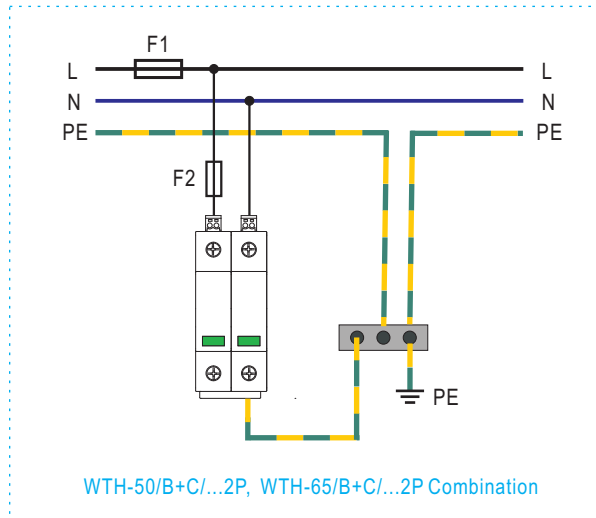 F1
L L
N N
PE PE
F2
PE
WTH-50/B+C/...2P, WTH-65/B+C/...2P Combination